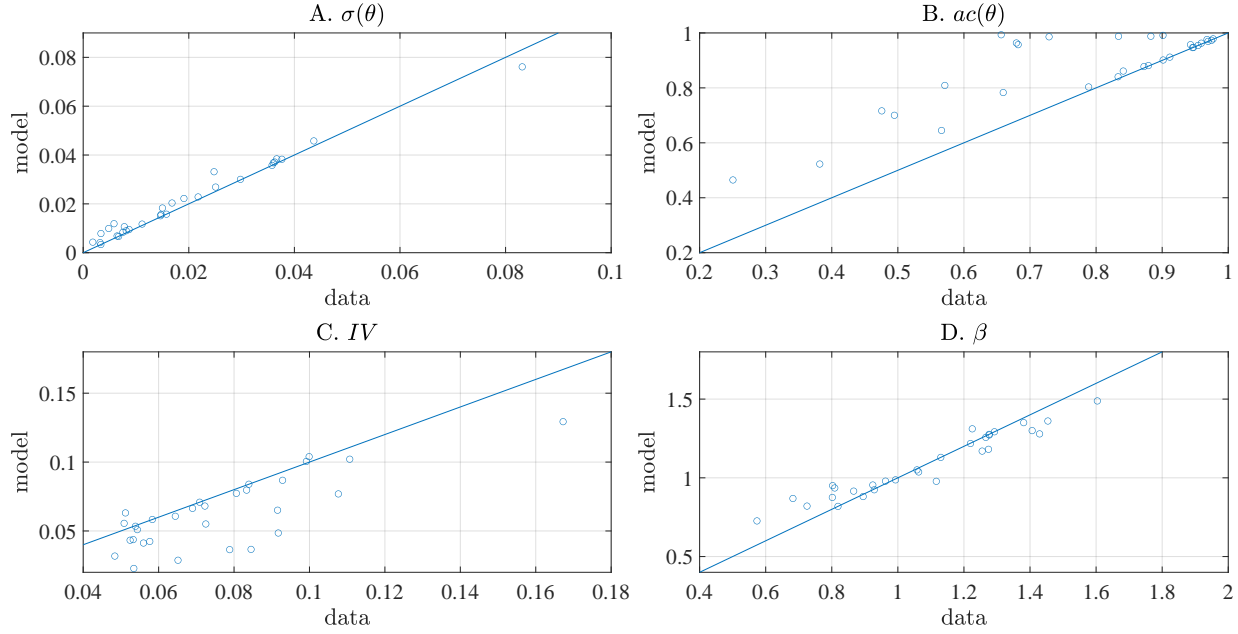 A. σ(θ)
0.08
0.06
0.04
0.02
0
model
0 0.02 0.04 0.06 0.08 0.1
data
B. ac(θ)
1
0.8
0.6
0.4
0.2
model
0.2 0.3 0.4 0.5 0.6 0.7 0.8 0.9 1
data
C. IV
0.15
0.1
0.05
model
0.04 0.06 0.08 0.1 0.12 0.14 0.16 0.18
data
D. β
1.5
1
0.5
model
0.4 0.6 0.8 1 1.2 1.4 1.6 1.8 2
data